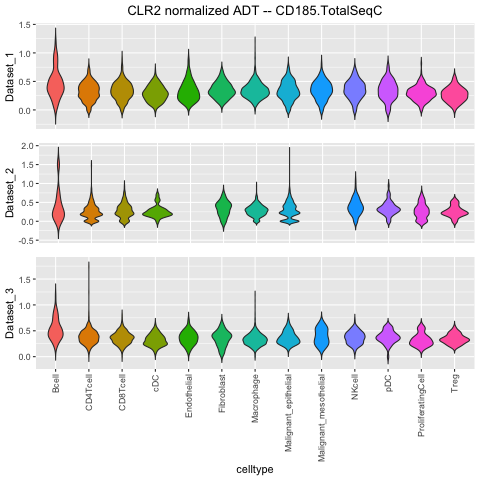 CLR2 normalized ADT -- CD185.TotalSeqC
Dataset_1
1.5
1.0
0.5
0.0
Dataset_2
2.0
1.5
1.0
0.5
0.0
-0.5
Dataset_3
1.5
1.0
0.5
0.0
Bcell
CD4Tcell
CD8Tcell
cDC
Endothelial
Fibroblast
Macrophage
Malignant_epithelial
Malignant_mesothelial
NKcell
pDC
ProliferatingCell
Treg
celltype